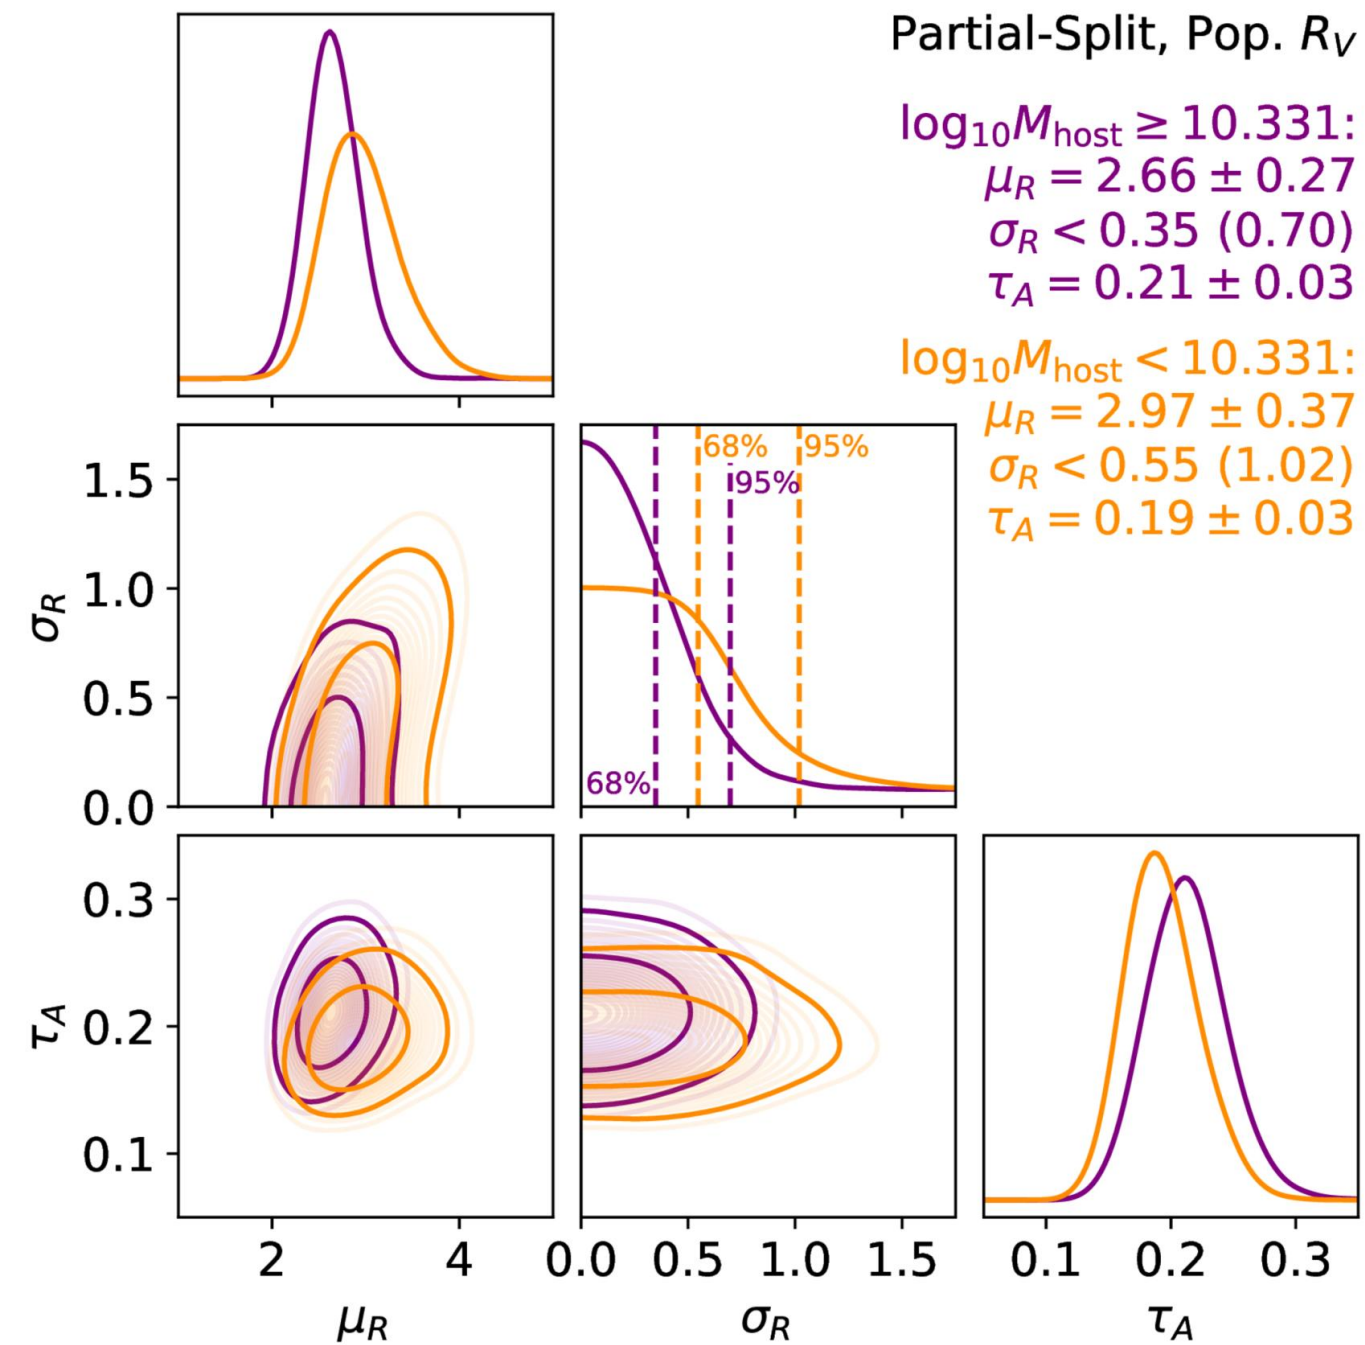 Partial-Split, Pop. R_V
log₁₀M_host ≥ 10.331:
μ_R = 2.66 ± 0.27
σ_R < 0.35 (0.70)
τ_A = 0.21 ± 0.03
log₁₀M_host < 10.331:
μ_R = 2.97 ± 0.37
σ_R < 0.55 (1.02)
τ_A = 0.19 ± 0.03
68% 95%
95%
68%
1.5
1.0
0.5
0.0
σ_R
0.3
0.2
0.1
τ_A
2 4
0.0 0.5 1.0 1.5
0.1 0.2 0.3
μ_R
σ_R
τ_A